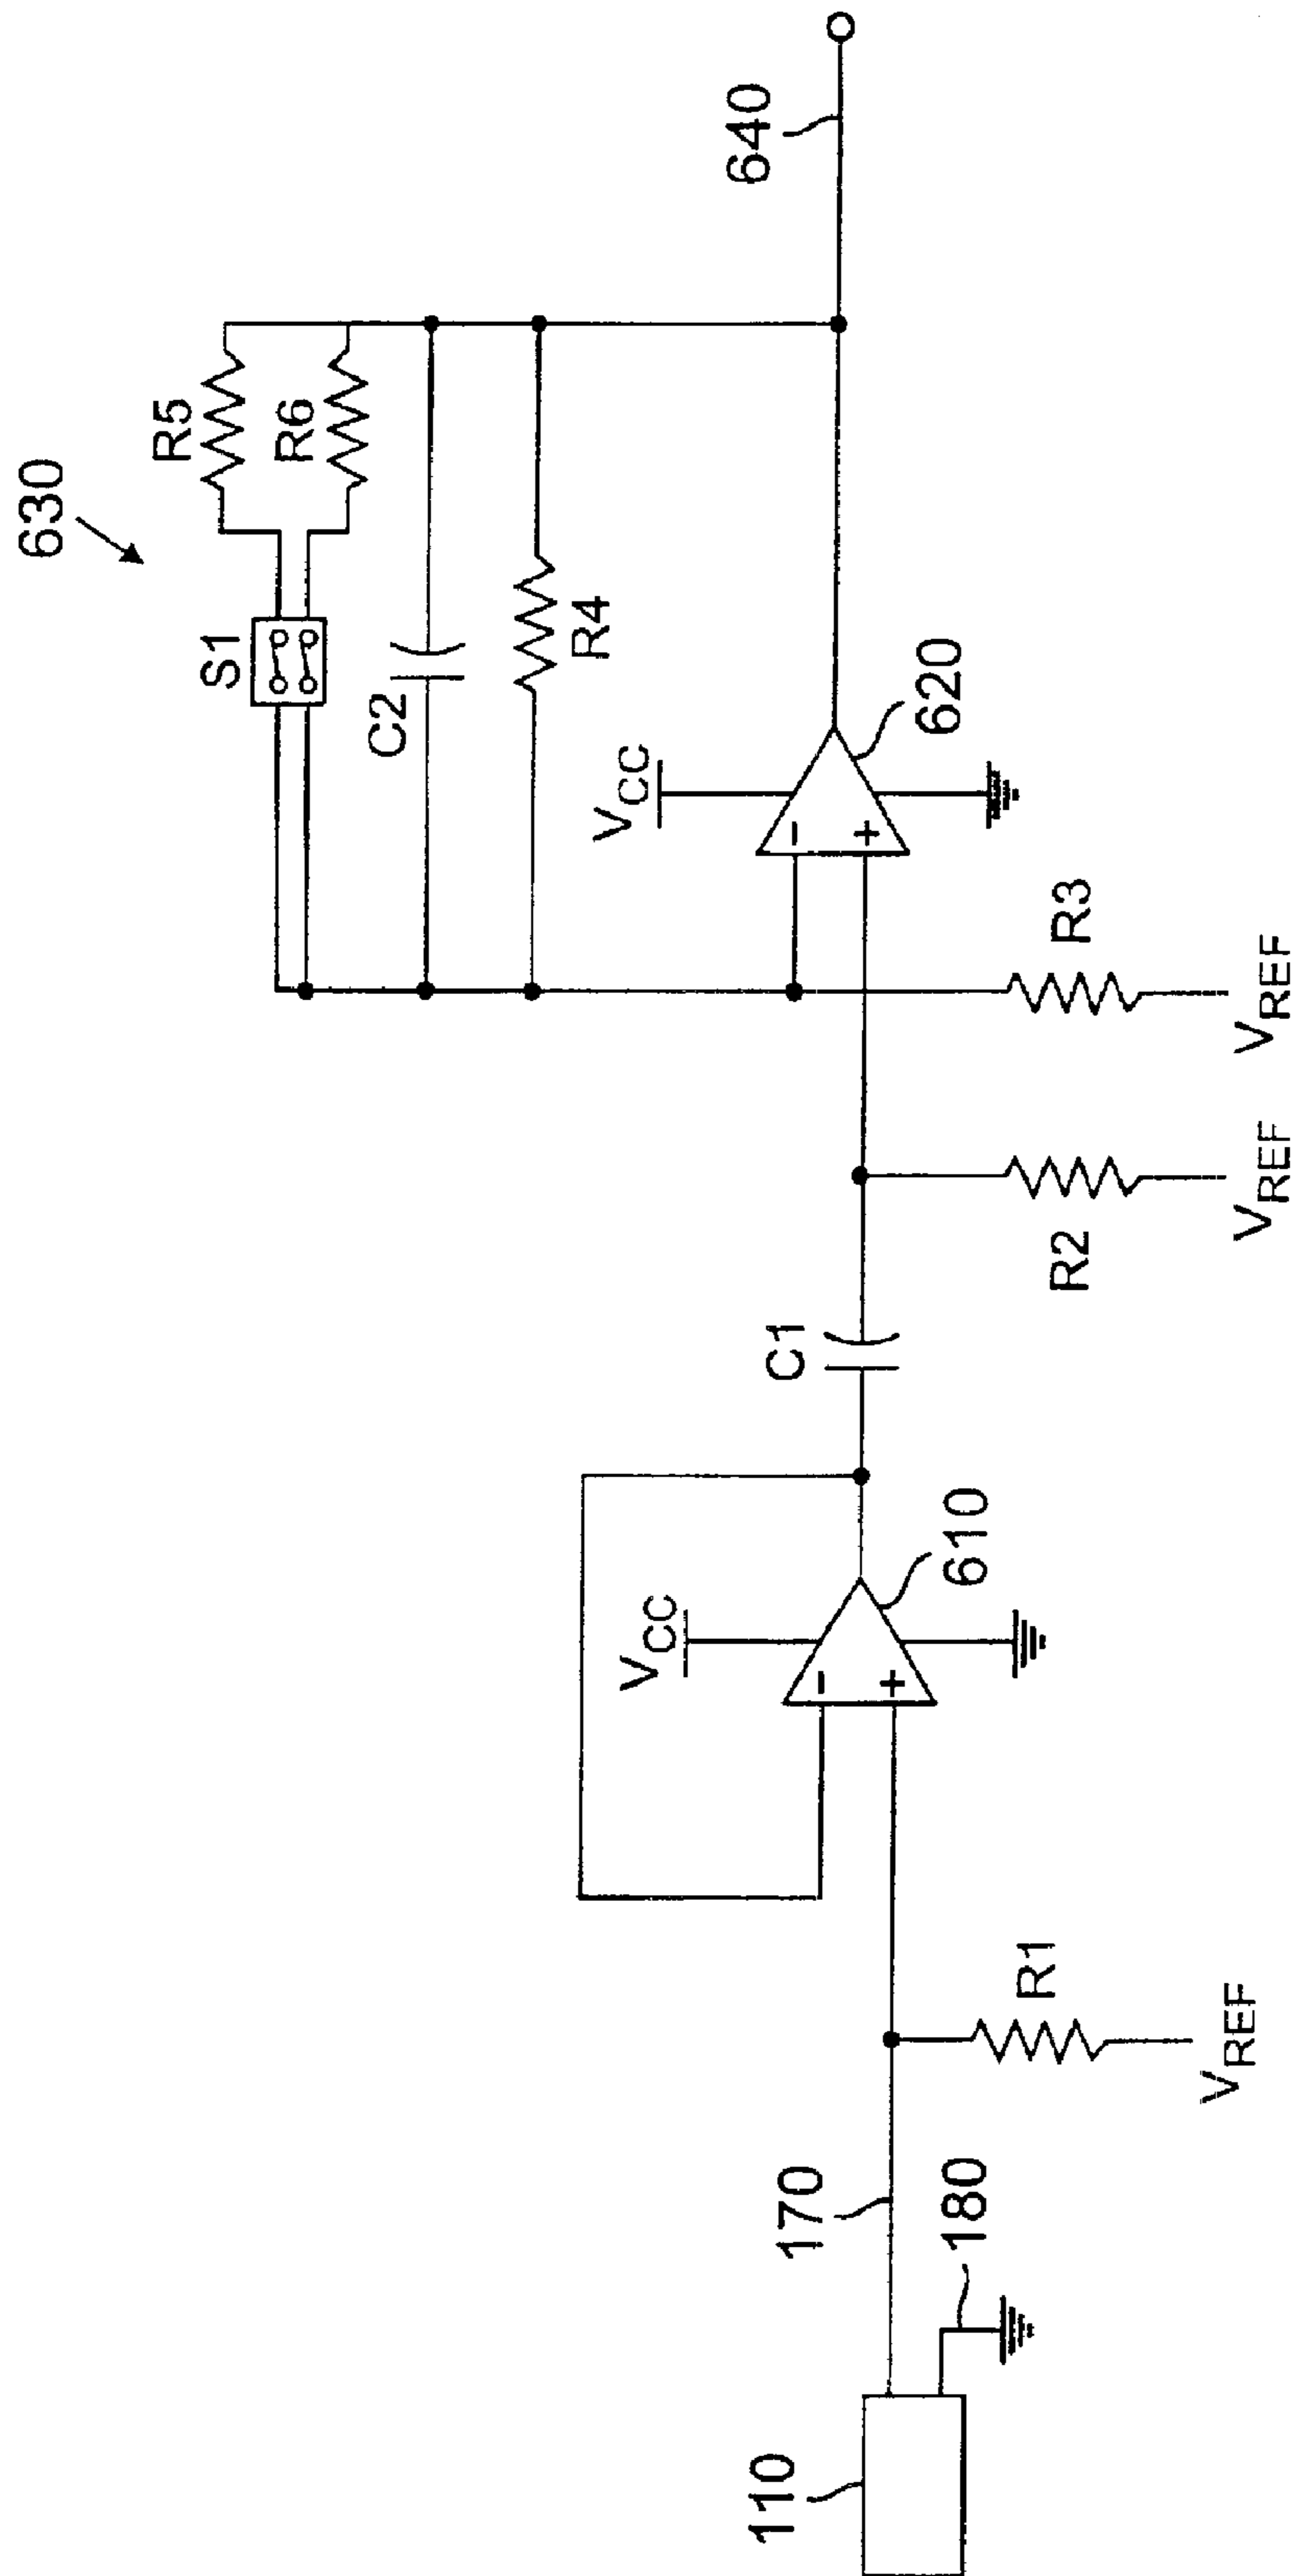 630
S1
R5
R6
C2
R4
640
VCC
620
VCC
610
C1
R3
VREF
R2
VREF
170
R1
VREF
110
180